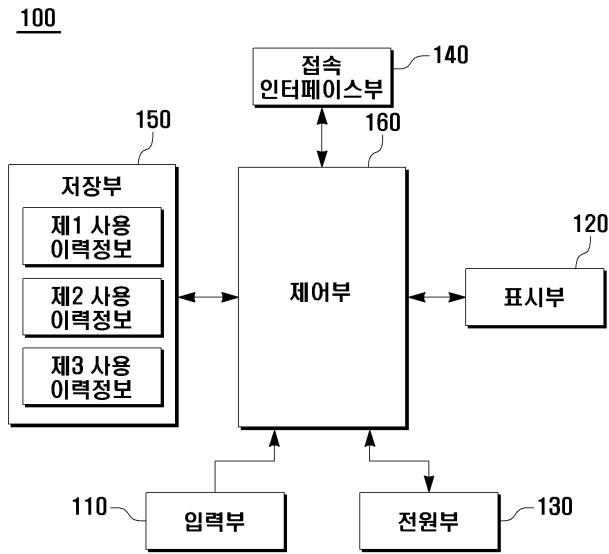 100
접속
인터페이스부
140
150
160
저장부
제1 사용
이력정보
제2 사용
이력정보
제3 사용
이력정보
제어부
120
표시부
110
입력부
전원부
130